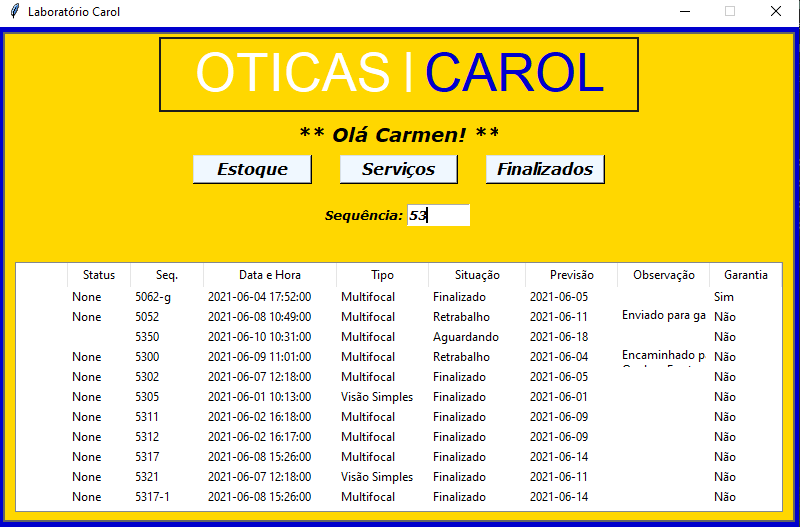 Laboratório Carol
OTICAS | CAROL
** Olá Carmen! **
Estoque Serviços Finalizados
Sequência: 53
Status Seq. Data e Hora Tipo Situação Previsão Observação Garantia
None 5062-g 2021-06-04 17:52:00 Multifocal Finalizado 2021-06-05 Sim
None 5052 2021-06-08 10:49:00 Multifocal Retrabalho 2021-06-11 Enviado para ga Não
5350 2021-06-10 10:31:00 Multifocal Aguardando 2021-06-18 Não
None 5300 2021-06-09 11:01:00 Multifocal Retrabalho 2021-06-04 Encaminhado p Não
None 5302 2021-06-07 12:18:00 Multifocal Finalizado 2021-06-05 Não
None 5305 2021-06-01 10:13:00 Visão Simples Finalizado 2021-06-01 Não
None 5311 2021-06-02 16:18:00 Multifocal Finalizado 2021-06-09 Não
None 5312 2021-06-02 16:17:00 Multifocal Finalizado 2021-06-09 Não
None 5317 2021-06-08 15:26:00 Multifocal Finalizado 2021-06-14 Não
None 5321 2021-06-07 12:18:00 Visão Simples Finalizado 2021-06-11 Não
None 5317-1 2021-06-08 15:26:00 Multifocal Finalizado 2021-06-14 Não